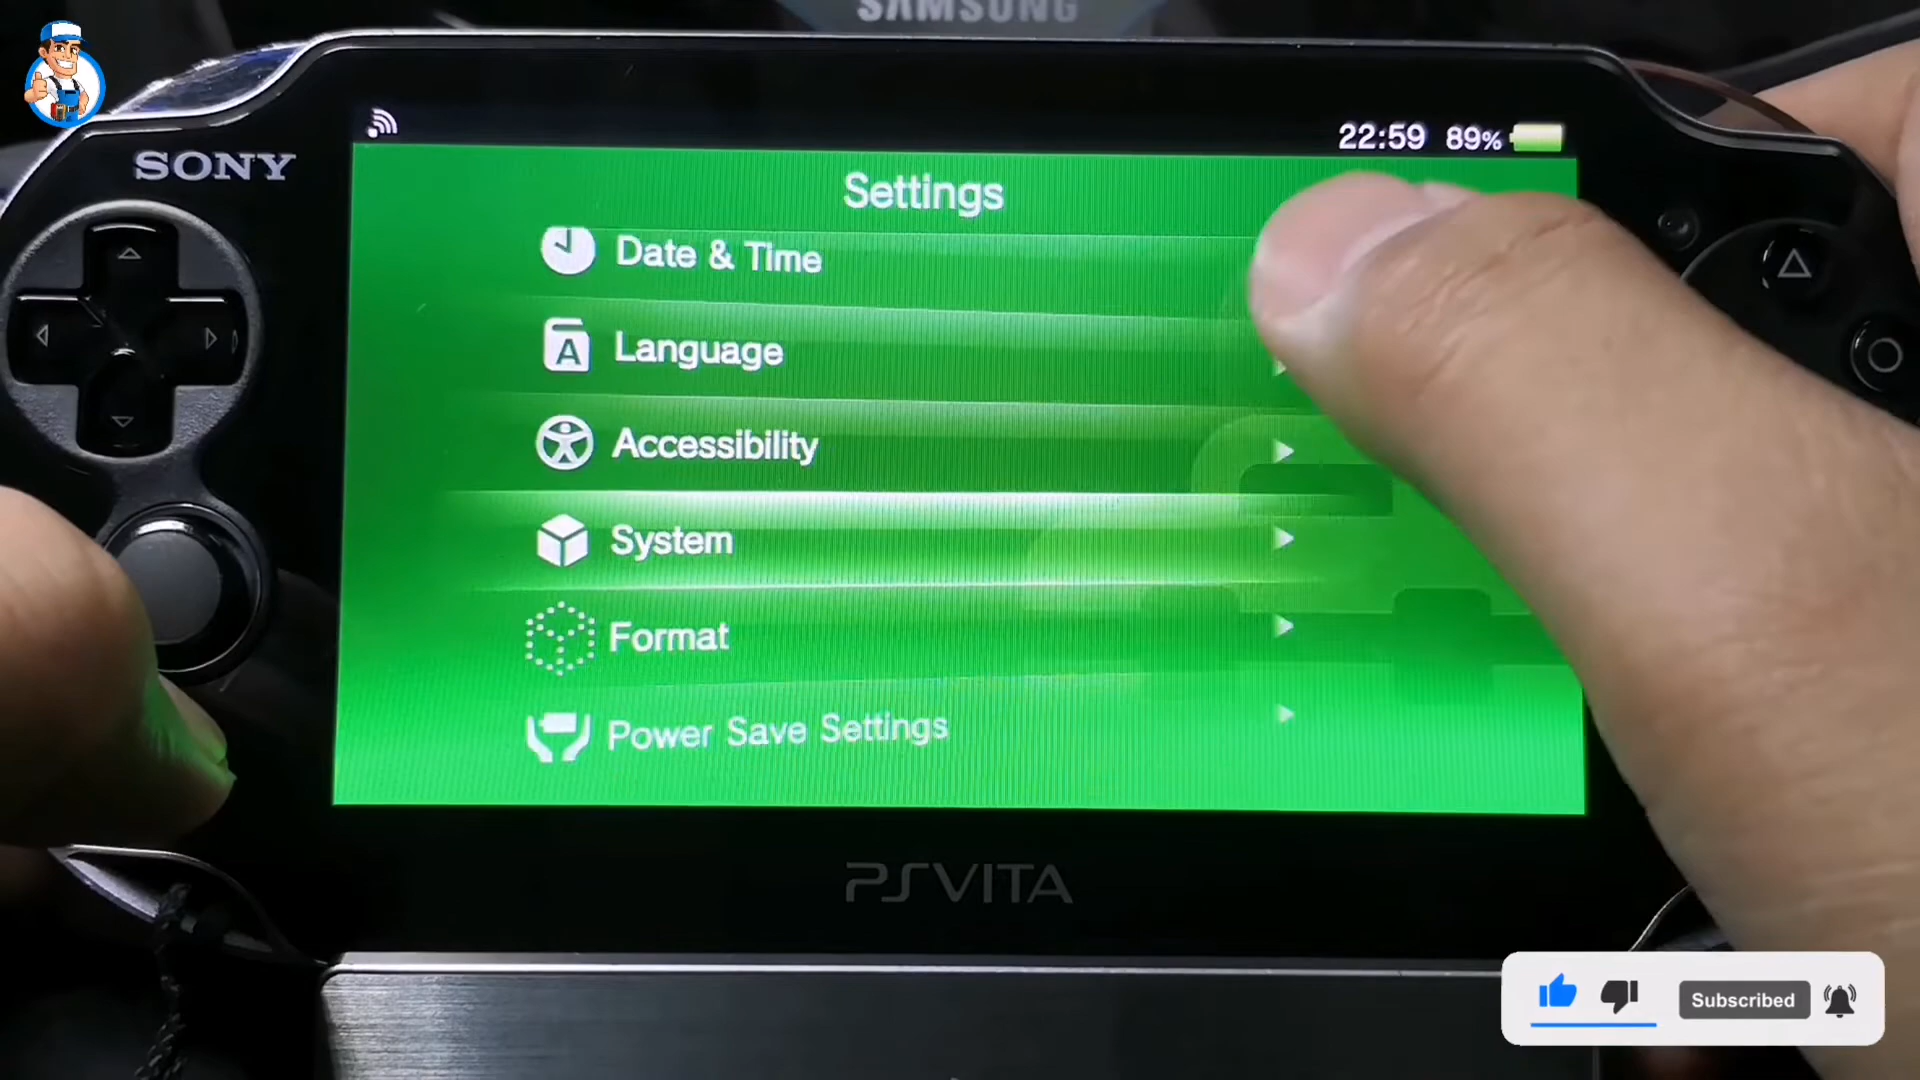 SAMSUNG
SONY
22:59 89%
Settings
Date & Time
Language
Accessibility
System
Format
Power Save Settings
PSVITA
Subscribed